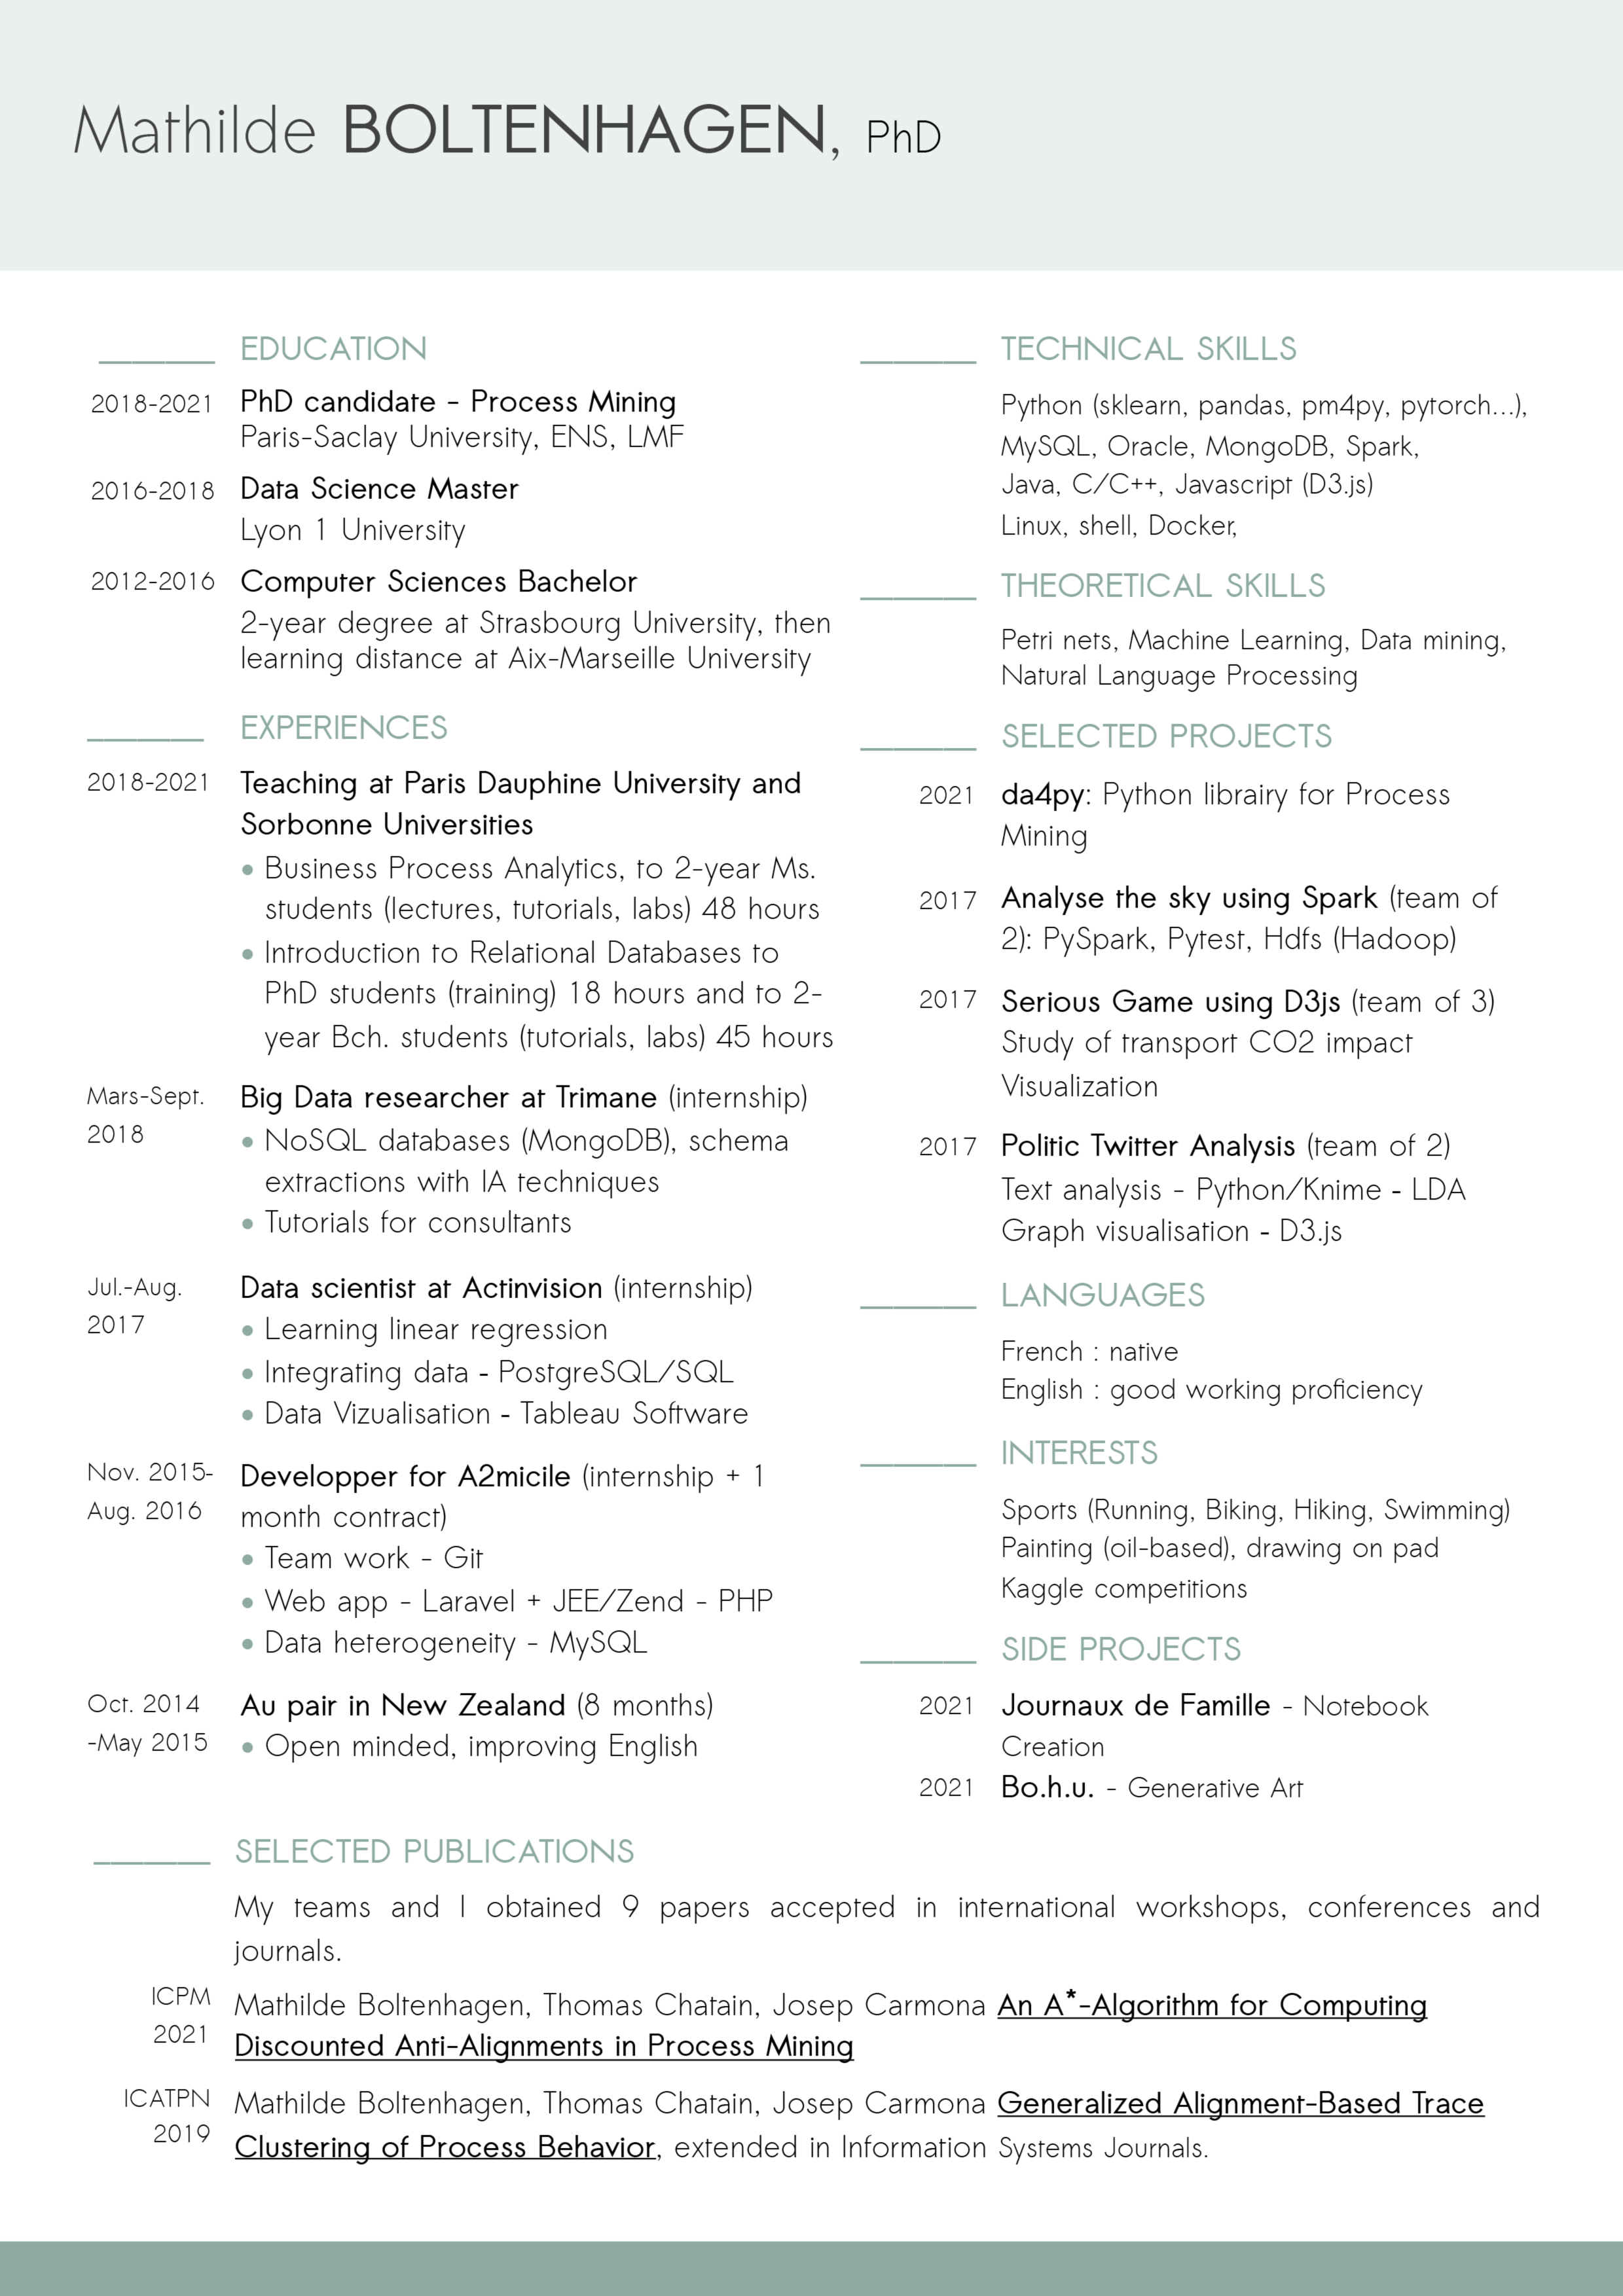 Mathilde BOLTENHAGEN, PhD
EDUCATION
2018-2021 PhD candidate - Process Mining
Paris-Saclay University, ENS, LMF
2016-2018 Data Science Master
Lyon 1 University
2012-2016 Computer Sciences Bachelor
2-year degree at Strasbourg University, then
learning distance at Aix-Marseille University
EXPERIENCES
2018-2021 Teaching at Paris Dauphine University and
Sorbonne Universities
• Business Process Analytics, to 2-year Ms.
students (lectures, tutorials, labs) 48 hours
• Introduction to Relational Databases to
PhD students (training) 18 hours and to 2-
year Bch. students (tutorials, labs) 45 hours
Mars-Sept. Big Data researcher at Trimane (internship)
2018 • NoSQL databases (MongoDB), schema
extractions with IA techniques
• Tutorials for consultants
Jul.-Aug. Data scientist at Actinvision (internship)
2017 • Learning linear regression
• Integrating data - PostgreSQL/SQL
• Data Vizualisation - Tableau Software
Nov. 2015- Developper for A2micile (internship + 1
Aug. 2016 month contract)
• Team work - Git
• Web app - Laravel + JEE/Zend - PHP
• Data heterogeneity - MySQL
Oct. 2014 Au pair in New Zealand (8 months)
-May 2015 • Open minded, improving English
TECHNICAL SKILLS
Python (sklearn, pandas, pm4py, pytorch...),
MySQL, Oracle, MongoDB, Spark,
Java, C/C++, Javascript (D3.js)
Linux, shell, Docker,
THEORETICAL SKILLS
Petri nets, Machine Learning, Data mining,
Natural Language Processing
SELECTED PROJECTS
2021 da4py: Python librairy for Process
Mining
2017 Analyse the sky using Spark (team of
2): PySpark, Pytest, Hdfs (Hadoop)
2017 Serious Game using D3js (team of 3)
Study of transport CO2 impact
Visualization
2017 Politic Twitter Analysis (team of 2)
Text analysis - Python/Knime - LDA
Graph visualisation - D3.js
LANGUAGES
French : native
English : good working proficiency
INTERESTS
Sports (Running, Biking, Hiking, Swimming)
Painting (oil-based), drawing on pad
Kaggle competitions
SIDE PROJECTS
2021 Journaux de Famille - Notebook
Creation
2021 Bo.h.u. - Generative Art
SELECTED PUBLICATIONS
My teams and I obtained 9 papers accepted in international workshops, conferences and
journals.
ICPM Mathilde Boltenhagen, Thomas Chatain, Josep Carmona An A*-Algorithm for Computing
2021 Discounted Anti-Alignments in Process Mining
ICATPN Mathilde Boltenhagen, Thomas Chatain, Josep Carmona Generalized Alignment-Based Trace
2019 Clustering of Process Behavior, extended in Information Systems Journals.